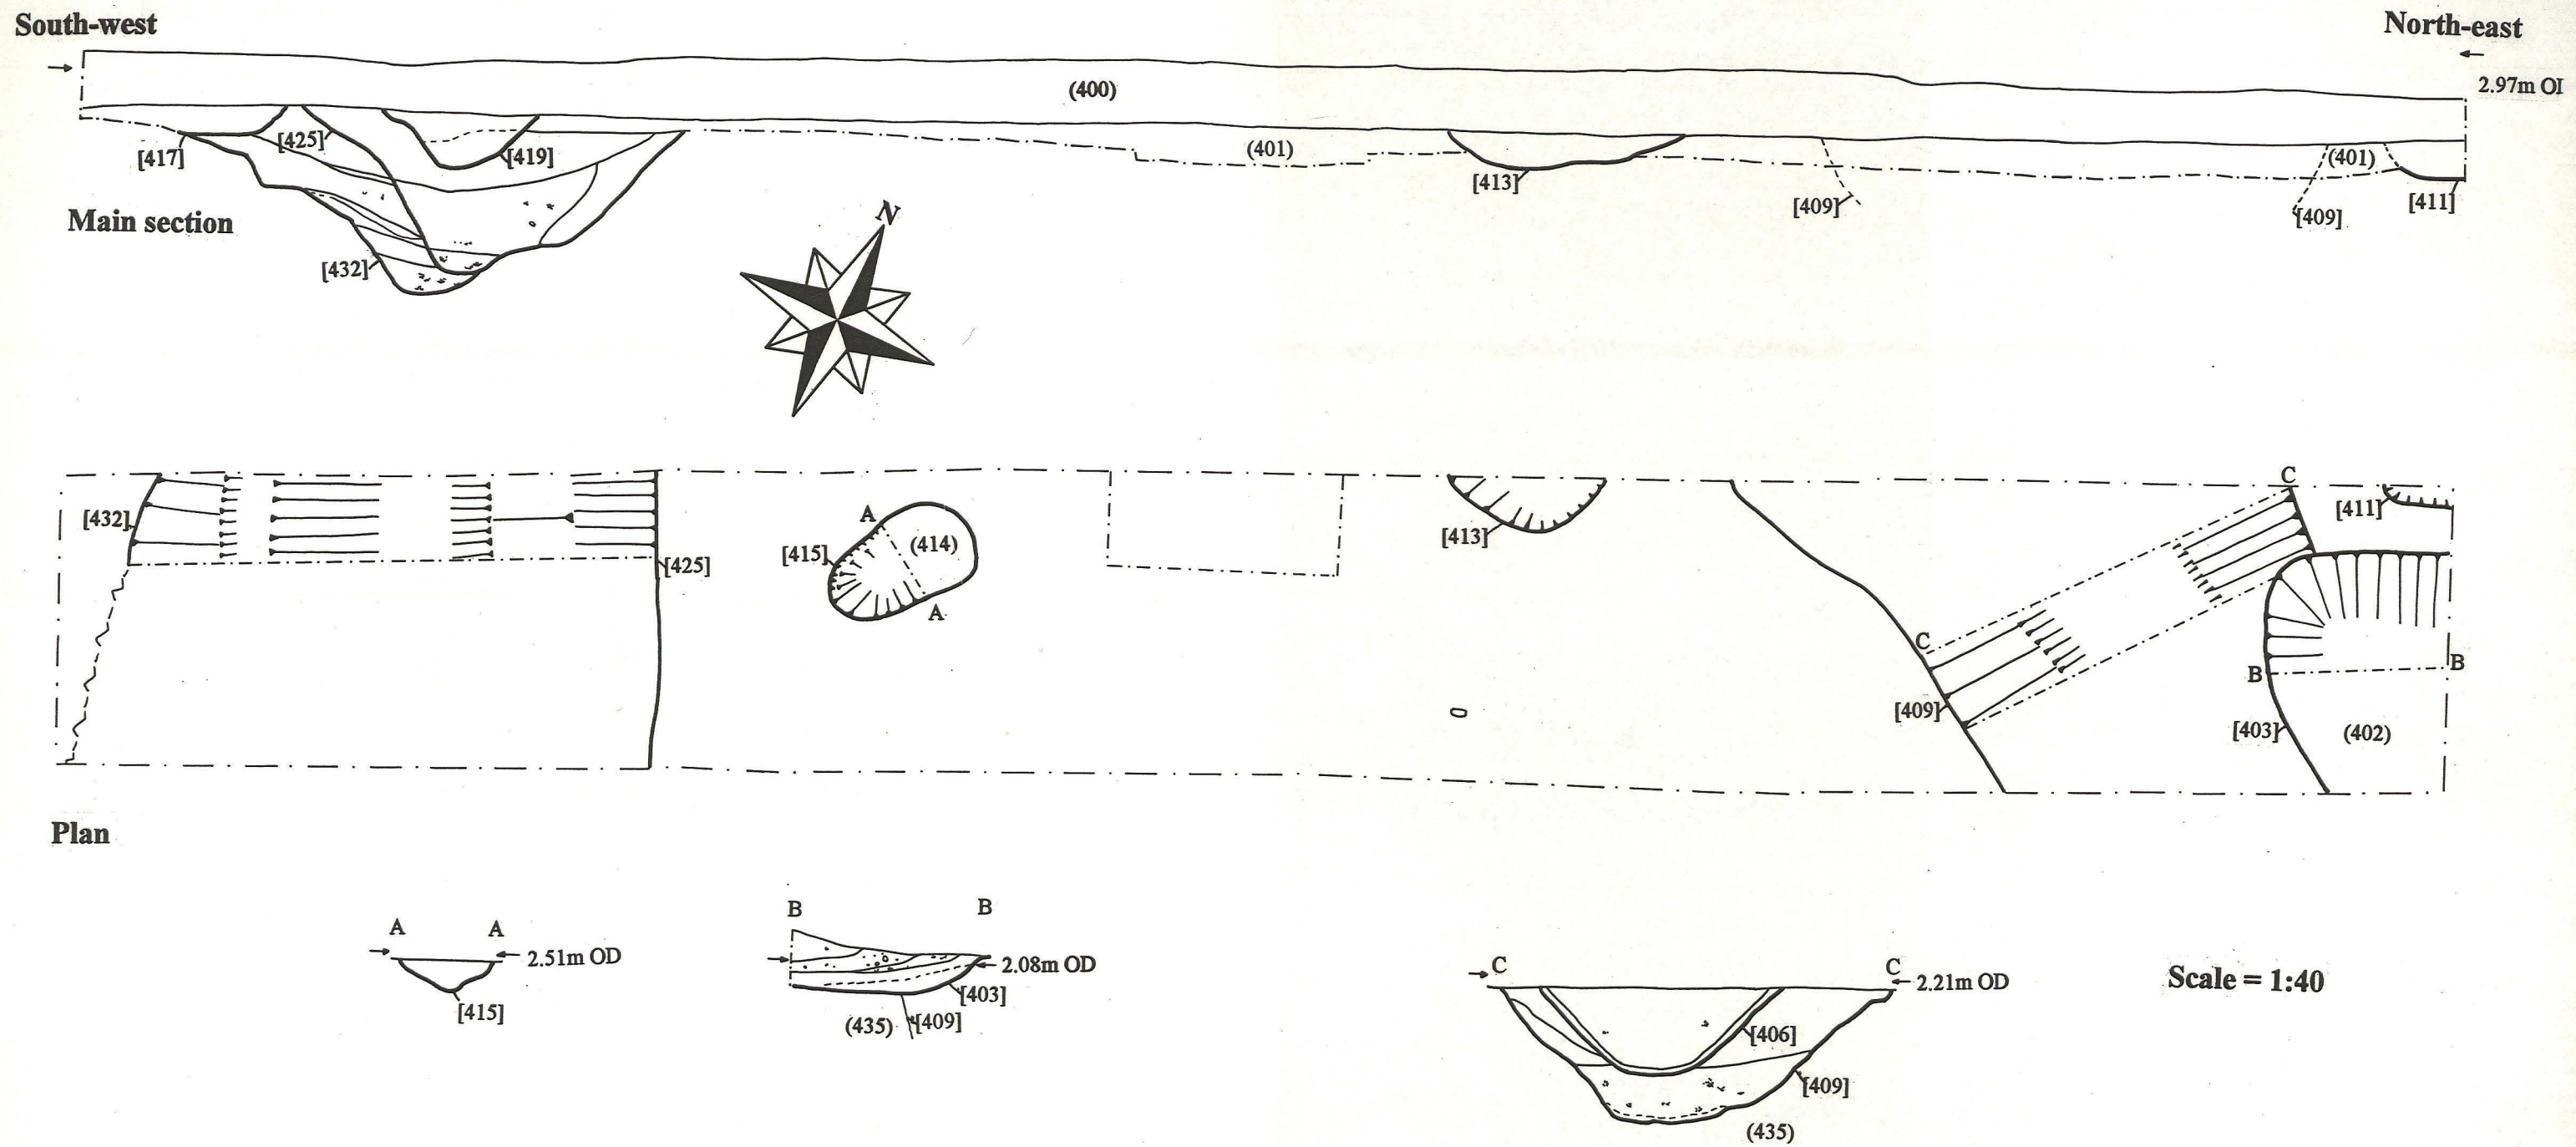 South-west
North-east
2.97m OI
(400)
[425]
[417]
[419]
(401)
[413]
[409]
(401)
[409]
[411]
Main section
[432]
N
[432]
[425]
A
[415]
(414)
A
[413]
C
[411]
C
[409]
B
B
[403]
(402)
Plan
A
A
2.51m OD
[415]
B
B
2.08m OD
[403]
(435)
[409]
C
C
2.21m OD
[406]
[409]
(435)
Scale = 1:40